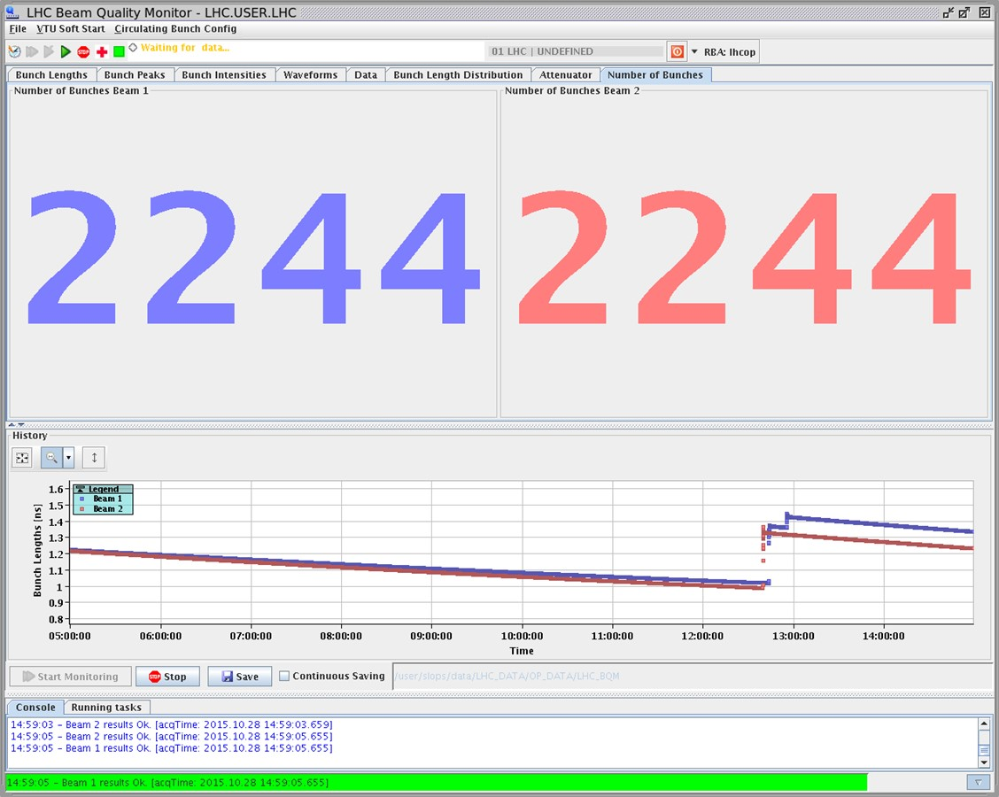 LHC Beam Quality Monitor - LHC.USER.LHC
File VTU Soft Start Circulating Bunch Config
STOP Waiting for data... 01 LHC | UNDEFINED RBA: lhcop
Bunch Lengths Bunch Peaks Bunch Intensities Waveforms Data Bunch Length Distribution Attenuator Number of Bunches
Number of Bunches Beam 1 Number of Bunches Beam 2
2244 2244
History
Legend
Beam 1
Beam 2
Bunch Lengths [ns]
1.6
1.5
1.4
1.3
1.2
1.1
1
0.9
0.8
05:00:00 06:00:00 07:00:00 08:00:00 09:00:00 10:00:00 11:00:00 12:00:00 13:00:00 14:00:00
Time
Start Monitoring STOP Stop Save Continuous Saving /user/slops/data/LHC_DATA/OP_DATA/LHC_BQM
Console Running tasks
14:59:03 - Beam 2 results Ok. [acqTime: 2015.10.28 14:59:03.659]
14:59:05 - Beam 2 results Ok. [acqTime: 2015.10.28 14:59:05.655]
14:59:05 - Beam 1 results Ok. [acqTime: 2015.10.28 14:59:05.655]
14:59:05 - Beam 1 results Ok. [acqTime: 2015.10.28 14:59:05.655]